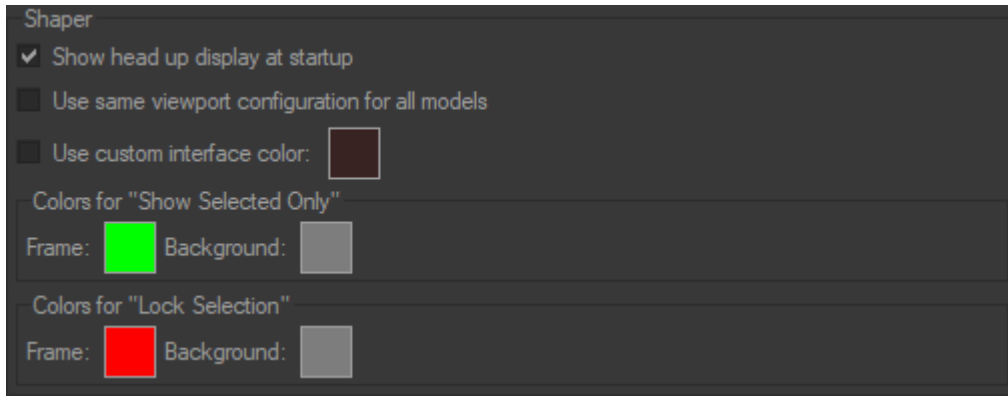 Shaper
Show head up display at startup
Use same viewport configuration for all models
Use custom interface color:
Colors for "Show Selected Only"
Frame: Background:
Colors for "Lock Selection"
Frame: Background: